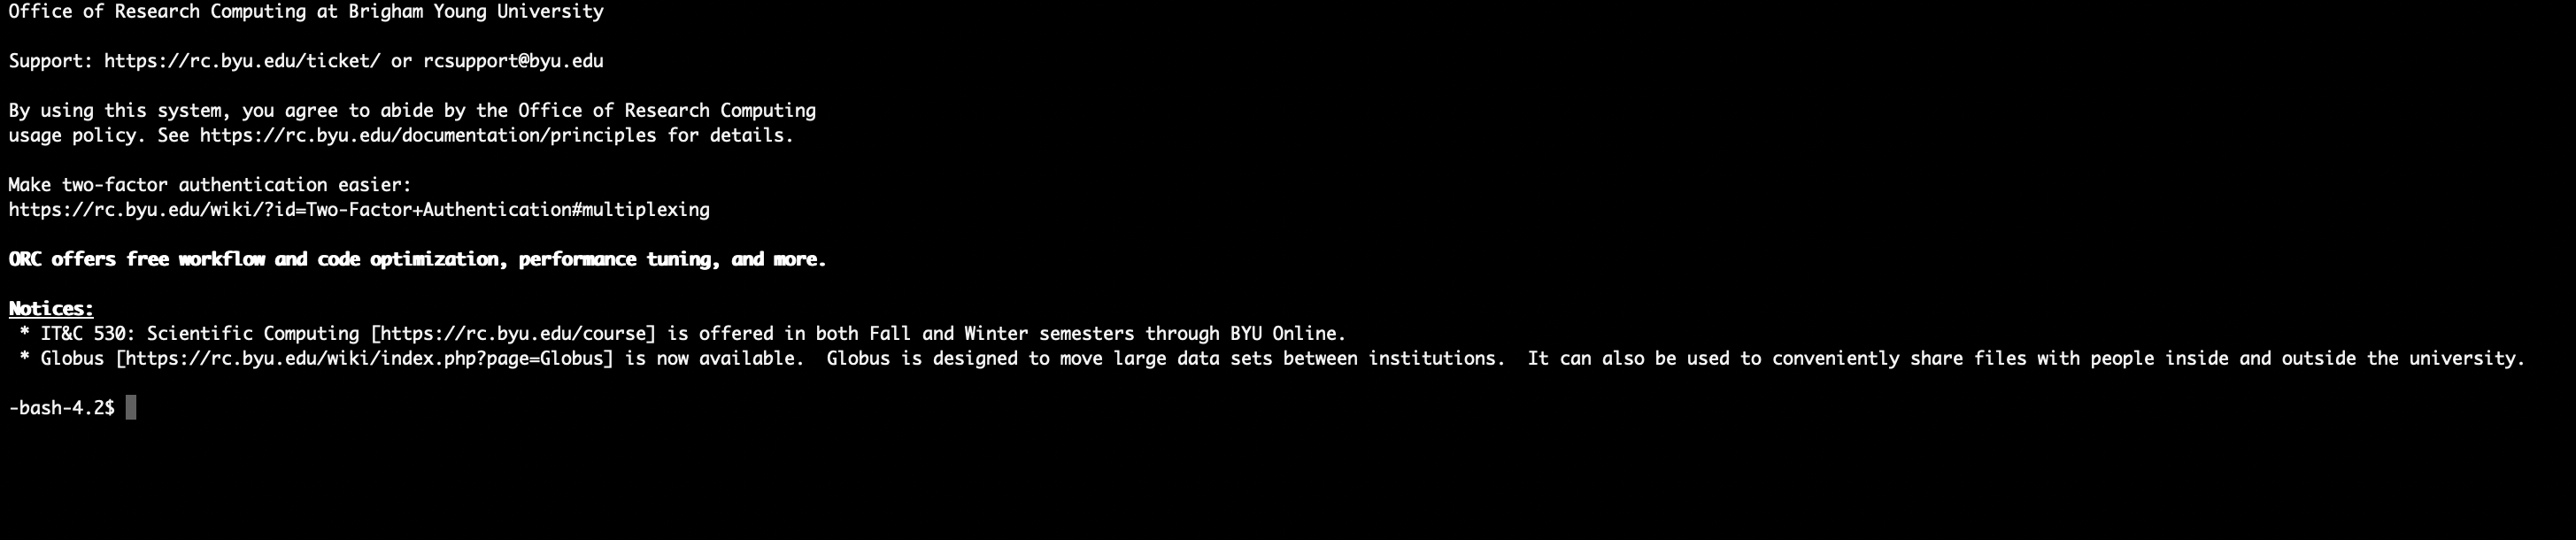 Office of Research Computing at Brigham Young University
Support: https://rc.byu.edu/ticket/ or rcsupport@byu.edu
By using this system, you agree to abide by the Office of Research Computing
usage policy. See https://rc.byu.edu/documentation/principles for details.
Make two-factor authentication easier:
https://rc.byu.edu/wiki/?id=Two-Factor+Authentication#multiplexing
ORC offers free workflow and code optimization, performance tuning, and more.
Notices:
 * IT&C 530: Scientific Computing [https://rc.byu.edu/course] is offered in both Fall and Winter semesters through BYU Online.
 * Globus [https://rc.byu.edu/wiki/index.php?page=Globus] is now available.  Globus is designed to move large data sets between institutions.  It can also be used to conveniently share files with people inside and outside the university.
-bash-4.2$